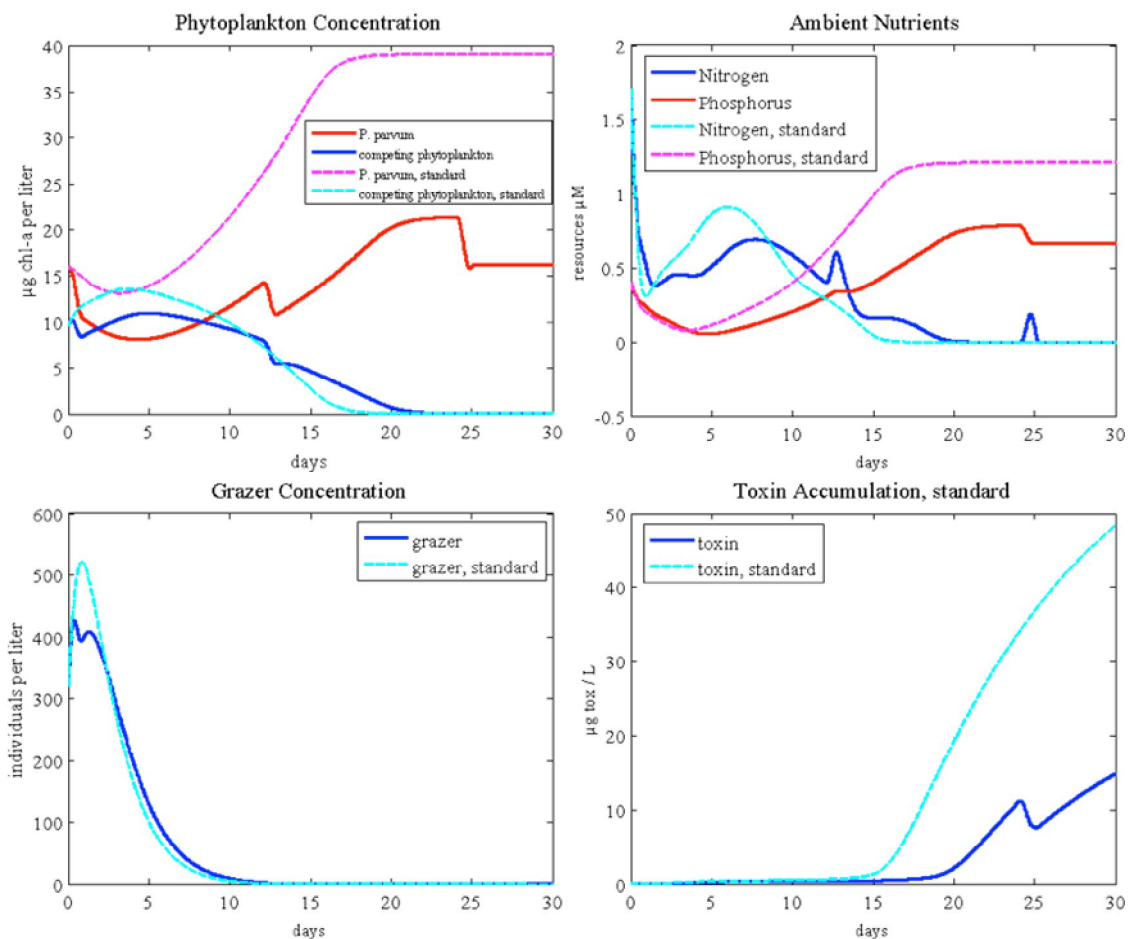 Phytoplankton Concentration
µg chl-a per liter
40
35
30
25
20
15
10
5
0
P. parvum
competing phytoplankton
P. parvum, standard
competing phytoplankton, standard
0 5 10 15 20 25 30
days
Ambient Nutrients
resources µM
2
1.5
1
0.5
0
-0.5
Nitrogen
Phosphorus
Nitrogen, standard
Phosphorus, standard
0 5 10 15 20 25 30
days
Grazer Concentration
individuals per liter
600
500
400
300
200
100
0
grazer
grazer, standard
0 5 10 15 20 25 30
days
Toxin Accumulation, standard
µg tox / L
50
40
30
20
10
0
toxin
toxin, standard
0 5 10 15 20 25 30
days